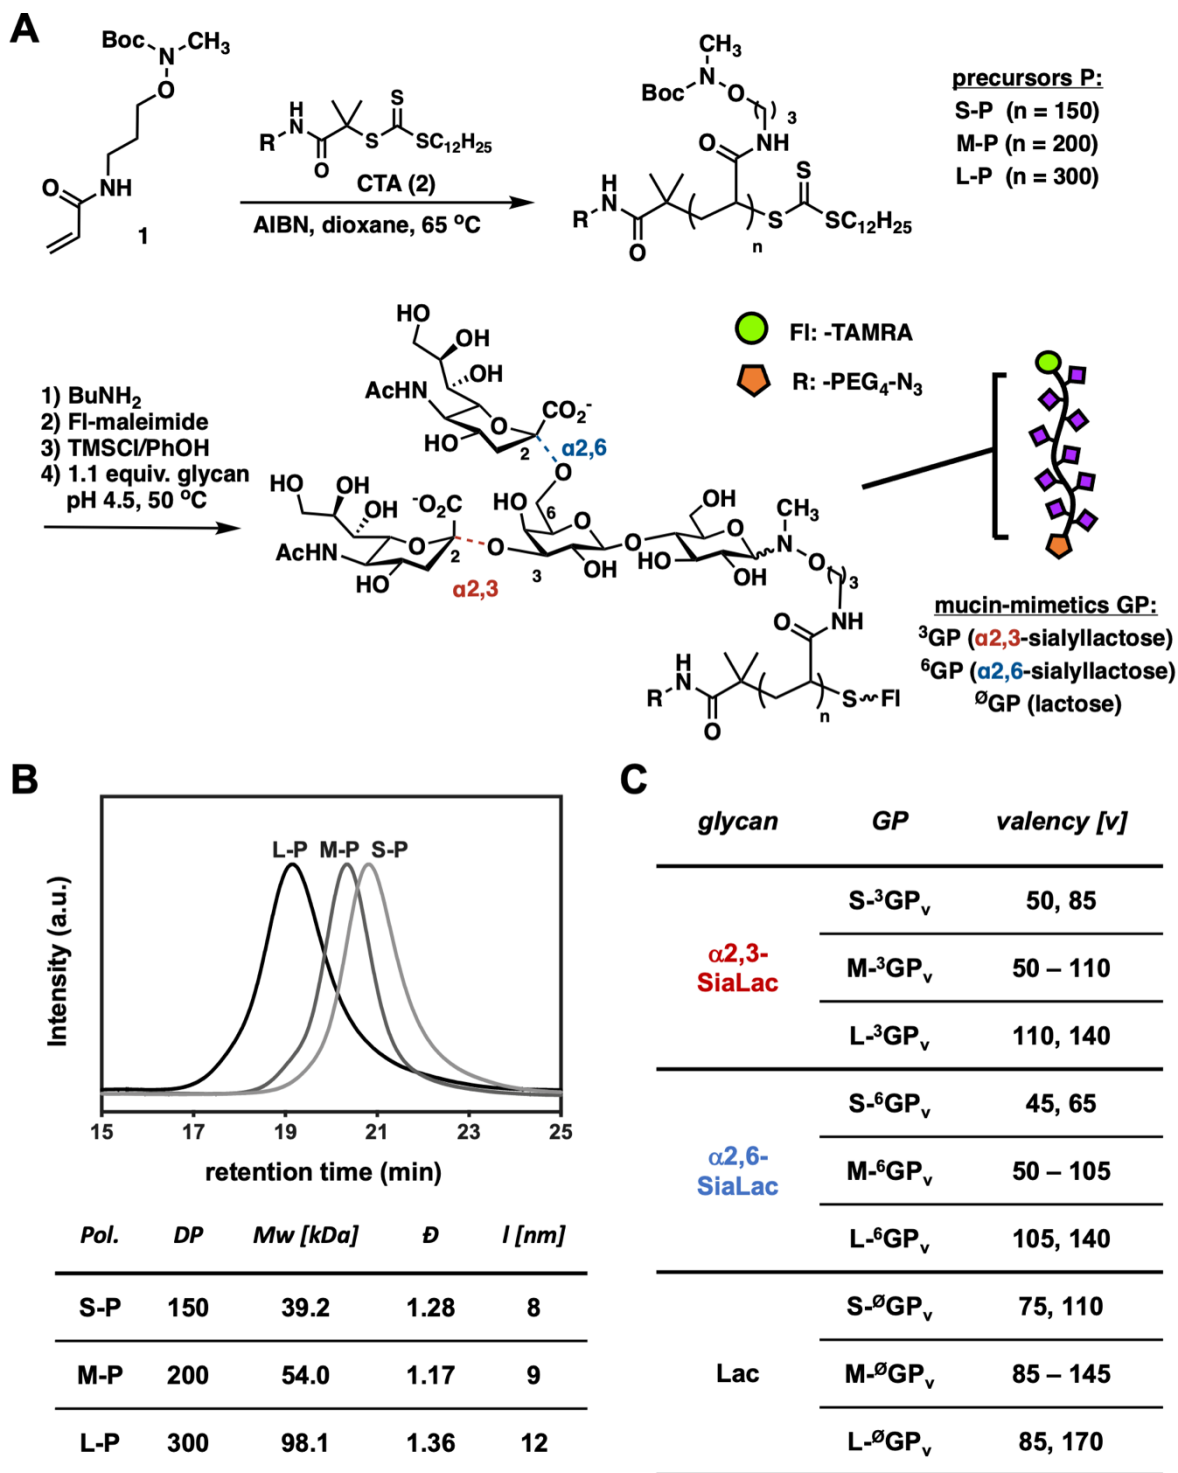 A
Boc
N
CH₃
O
NH
O
1
H
N
R
O
S
S
SC₁₂H₂₅
CTA (2)
AIBN, dioxane, 65 ºC
CH₃
N
Boc
O
3
O
NH
H
N
R
O
n
S
S
SC₁₂H₂₅
precursors P:
S-P (n = 150)
M-P (n = 200)
L-P (n = 300)
1) BuNH₂
2) Fl-maleimide
3) TMSCl/PhOH
4) 1.1 equiv. glycan
pH 4.5, 50 ºC
HO
OH
OH
AcHN
O
CO₂⁻
HO
2
α2,6
O
HO
6
O
OH
3
HO
OH
OH
⁻O₂C
AcHN
O
HO
2
O
α2,3
O
OH
O
HO
OH
CH₃
N
O
3
O
NH
H
N
R
O
n
S
Fl
Fl: -TAMRA
R: -PEG₄-N₃
mucin-mimetics GP:
³GP (α2,3-sialyllactose)
⁶GP (α2,6-sialyllactose)
ᴓGP (lactose)
B
L-P M-P S-P
Intensity (a.u.)
15 17 19 21 23 25
retention time (min)
Pol. DP Mw [kDa] Đ l [nm]
S-P 150 39.2 1.28 8
M-P 200 54.0 1.17 9
L-P 300 98.1 1.36 12
C
glycan GP valency [v]
α2,3-
SiaLac
S-³GPᵥ 50, 85
M-³GPᵥ 50 – 110
L-³GPᵥ 110, 140
α2,6-
SiaLac
S-⁶GPᵥ 45, 65
M-⁶GPᵥ 50 – 105
L-⁶GPᵥ 105, 140
Lac
S-ᴓGPᵥ 75, 110
M-ᴓGPᵥ 85 – 145
L-ᴓGPᵥ 85, 170